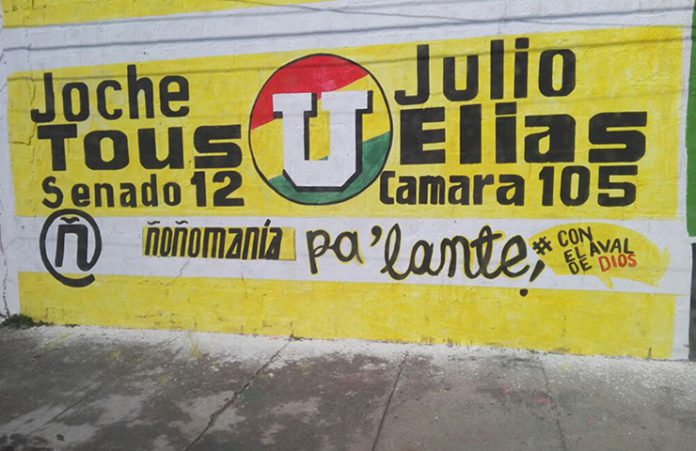 Joche
Tous
Senado 12
U
Julio
Elias
Camara 105
@ñ
ñoñomanía pa'lante,
#CON
EL AVAL
DE DIOS